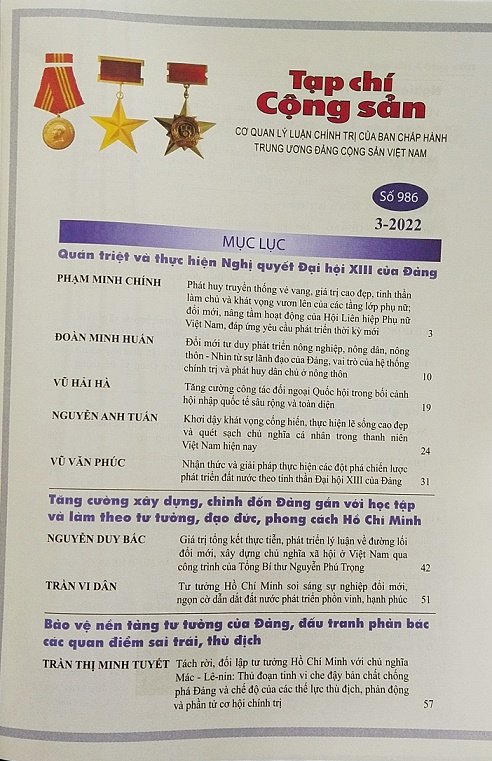 Tạp chí
Cộng sản
CƠ QUAN LÝ LUẬN CHÍNH TRỊ CỦA BAN CHẤP HÀNH
TRUNG ƯƠNG ĐẢNG CỘNG SẢN VIỆT NAM
Số 986
3-2022
MỤC LỤC
Quán triệt và thực hiện Nghị quyết Đại hội XIII của Đảng
PHẠM MINH CHÍNH Phát huy truyền thống vẻ vang, giá trị cao đẹp, tinh thần
làm chủ và khát vọng vươn lên của các tầng lớp phụ nữ;
đổi mới, nâng tầm hoạt động của Hội Liên hiệp Phụ nữ
Việt Nam, đáp ứng yêu cầu phát triển thời kỳ mới 3
ĐOÀN MINH HUẤN Đổi mới tư duy phát triển nông nghiệp, nông dân, nông
thôn - Nhìn từ sự lãnh đạo của Đảng, vai trò của hệ thống
chính trị và phát huy dân chủ ở nông thôn 10
VŨ HẢI HÀ Tăng cường công tác đối ngoại Quốc hội trong bối cảnh
hội nhập quốc tế sâu rộng và toàn diện 19
NGUYỄN ANH TUẤN Khơi dậy khát vọng cống hiến, thực hiện lẽ sống cao đẹp
và quét sạch chủ nghĩa cá nhân trong thanh niên
Việt Nam hiện nay 24
VŨ VĂN PHÚC Nhận thức và giải pháp thực hiện các đột phá chiến lược
phát triển đất nước theo tinh thần Đại hội XIII của Đảng 31
Tăng cường xây dựng, chỉnh đốn Đảng gắn với học tập
và làm theo tư tưởng, đạo đức, phong cách Hồ Chí Minh
NGUYỄN DUY BẮC Giá trị tổng kết thực tiễn, phát triển lý luận về đường lối
đổi mới, xây dựng chủ nghĩa xã hội ở Việt Nam qua
công trình của Tổng Bí thư Nguyễn Phú Trọng 42
TRẦN VI DÂN Tư tưởng Hồ Chí Minh soi sáng sự nghiệp đổi mới,
ngọn cờ dẫn dắt đất nước phát triển phồn vinh, hạnh phúc 51
Bảo vệ nền tảng tư tưởng của Đảng, đấu tranh phản bác
các quan điểm sai trái, thù địch
TRẦN THỊ MINH TUYẾT Tách rời, đối lập tư tưởng Hồ Chí Minh với chủ nghĩa
Mác - Lê-nin: Thủ đoạn tinh vi che đậy bản chất chống
phá Đảng và chế độ của các thế lực thù địch, phản động
và phần tử cơ hội chính trị 57